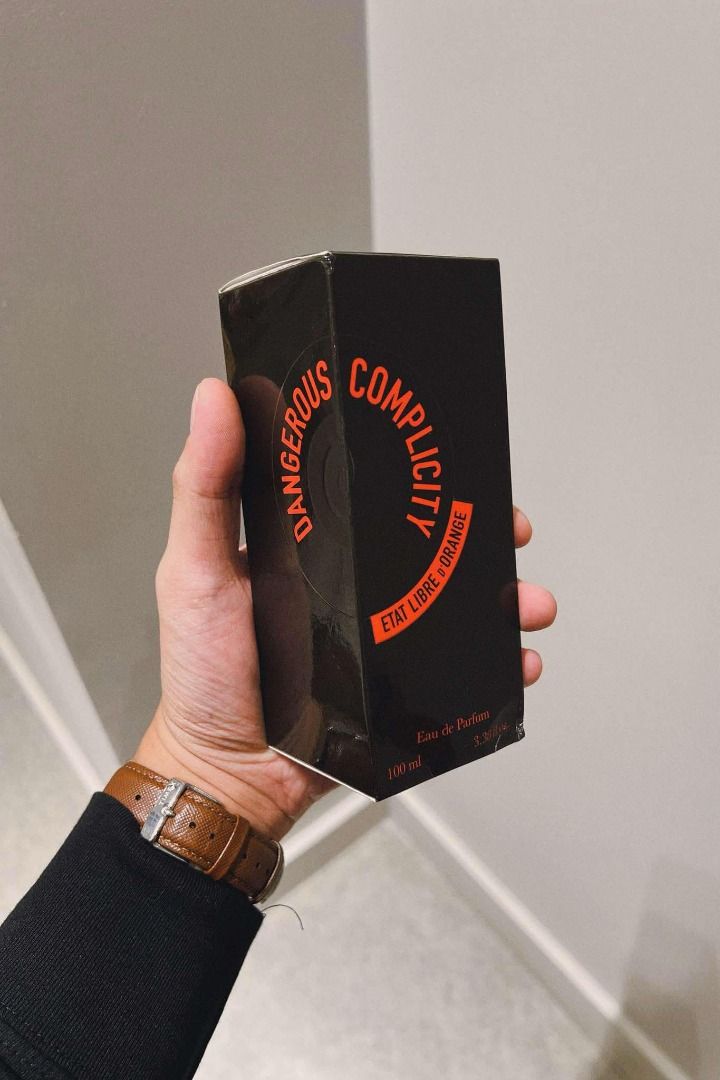 DANGEROUS COMPLICITY
ETAT LIBRE D'ORANGE
Eau de Parfum
100 ml